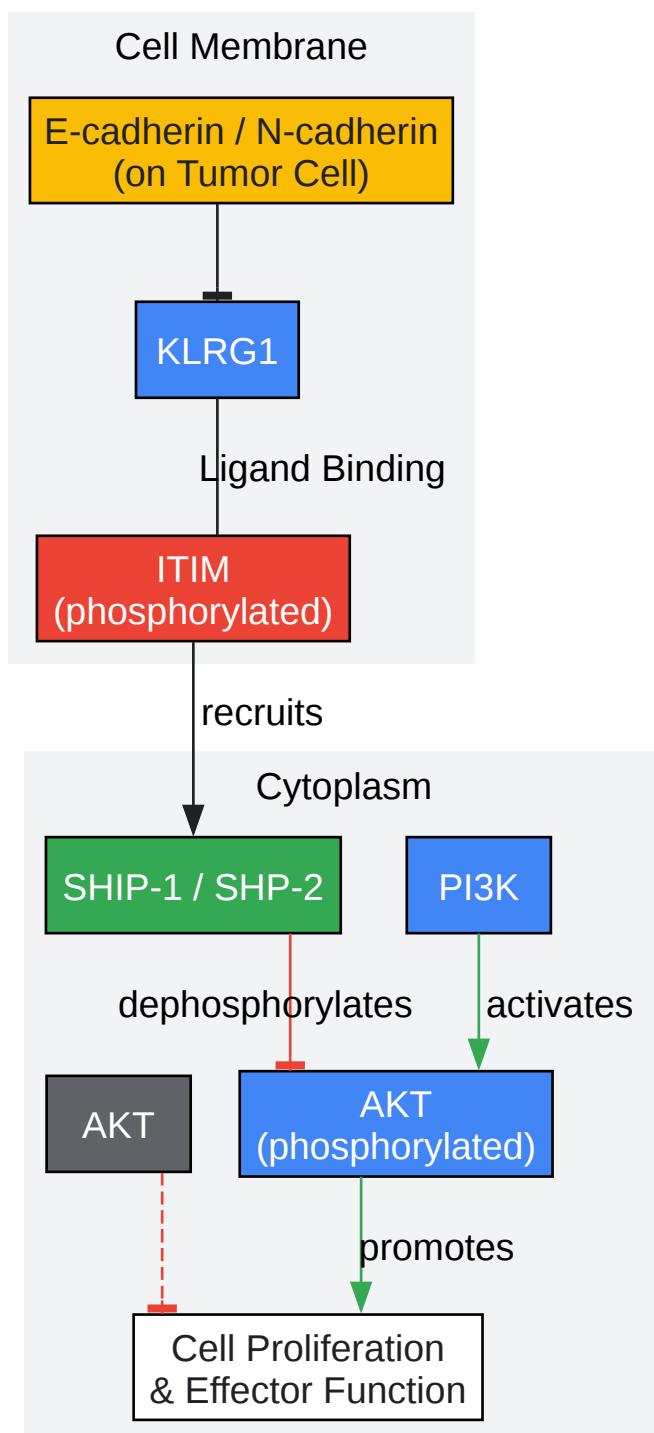 Cell Membrane
E-cadherin / N-cadherin
(on Tumor Cell)
KLRG1
Ligand Binding
ITIM
(phosphorylated)
recruits
Cytoplasm
SHIP-1 / SHP-2
PI3K
dephosphorylates
activates
AKT
AKT
(phosphorylated)
promotes
Cell Proliferation
& Effector Function